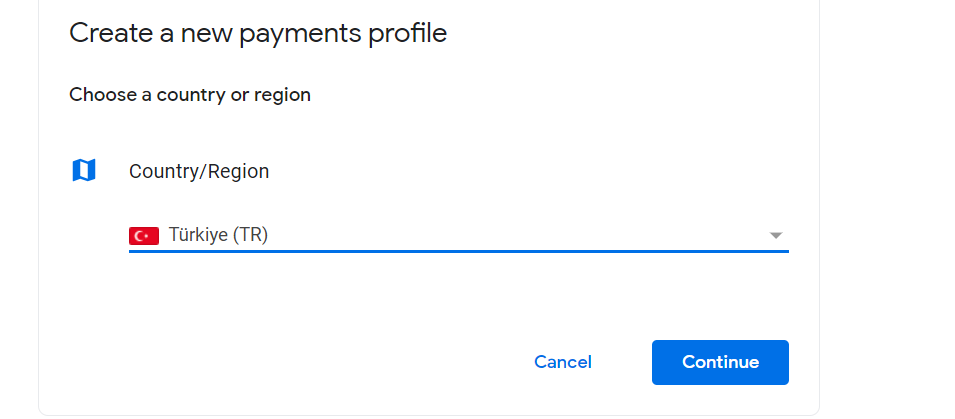 Create a new payments profile
Choose a country or region
Country/Region
Türkiye (TR)
Cancel Continue